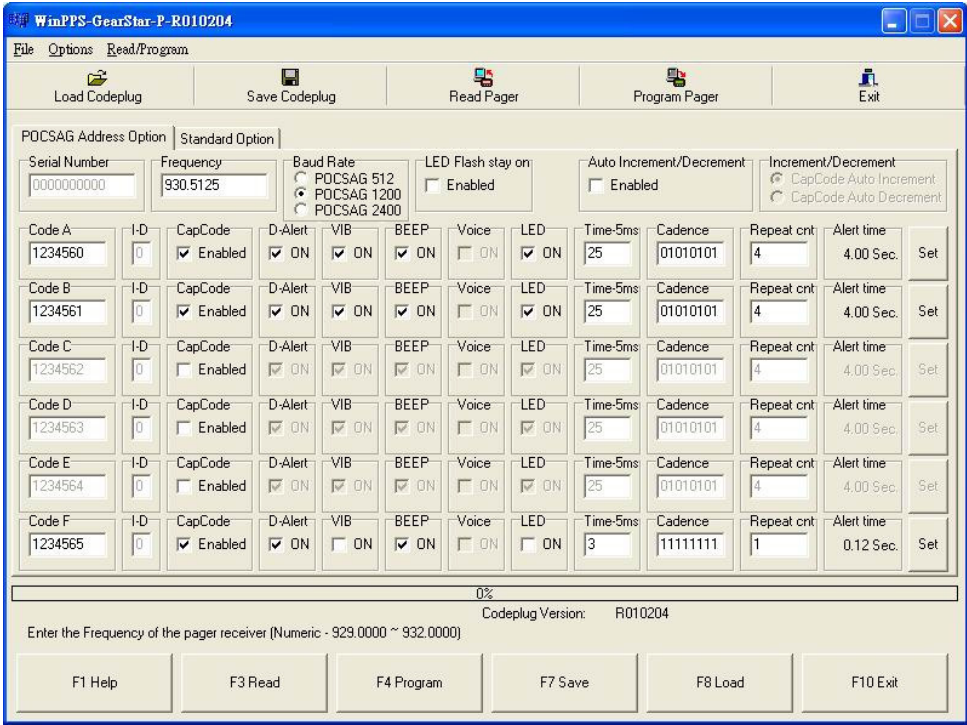 WinPPS-GearStar-P-R010204
File Options Read/Program
Load Codeplug Save Codeplug Read Pager Program Pager Exit
POCSAG Address Option Standard Option
Serial Number Frequency Baud Rate LED Flash stay on Auto Increment/Decrement Increment/Decrement
0000000000 930.5125 POCSAG 512 POCSAG 1200 POCSAG 2400 Enabled Enabled CapCode Auto Increment CapCode Auto Decrement
Code A I-D CapCode D-Alert VIB BEEP Voice LED Time-5ms Cadence Repeat cnt Alert time
1234560 0 Enabled ON ON ON ON ON 25 01010101 4 4.00 Sec. Set
Code B I-D CapCode D-Alert VIB BEEP Voice LED Time-5ms Cadence Repeat cnt Alert time
1234561 0 Enabled ON ON ON ON ON 25 01010101 4 4.00 Sec. Set
Code C I-D CapCode D-Alert VIB BEEP Voice LED Time-5ms Cadence Repeat cnt Alert time
1234562 0 Enabled ON ON ON ON ON 25 01010101 4 4.00 Sec. Set
Code D I-D CapCode D-Alert VIB BEEP Voice LED Time-5ms Cadence Repeat cnt Alert time
1234563 0 Enabled ON ON ON ON ON 25 01010101 4 4.00 Sec. Set
Code E I-D CapCode D-Alert VIB BEEP Voice LED Time-5ms Cadence Repeat cnt Alert time
1234564 0 Enabled ON ON ON ON ON 25 01010101 4 4.00 Sec. Set
Code F I-D CapCode D-Alert VIB BEEP Voice LED Time-5ms Cadence Repeat cnt Alert time
1234565 0 Enabled ON ON ON ON ON 3 11111111 1 0.12 Sec. Set
0%
Codeplug Version: R010204
Enter the Frequency of the pager receiver (Numeric - 929.0000 ~ 932.0000)
F1 Help F3 Read F4 Program F7 Save F8 Load F10 Exit